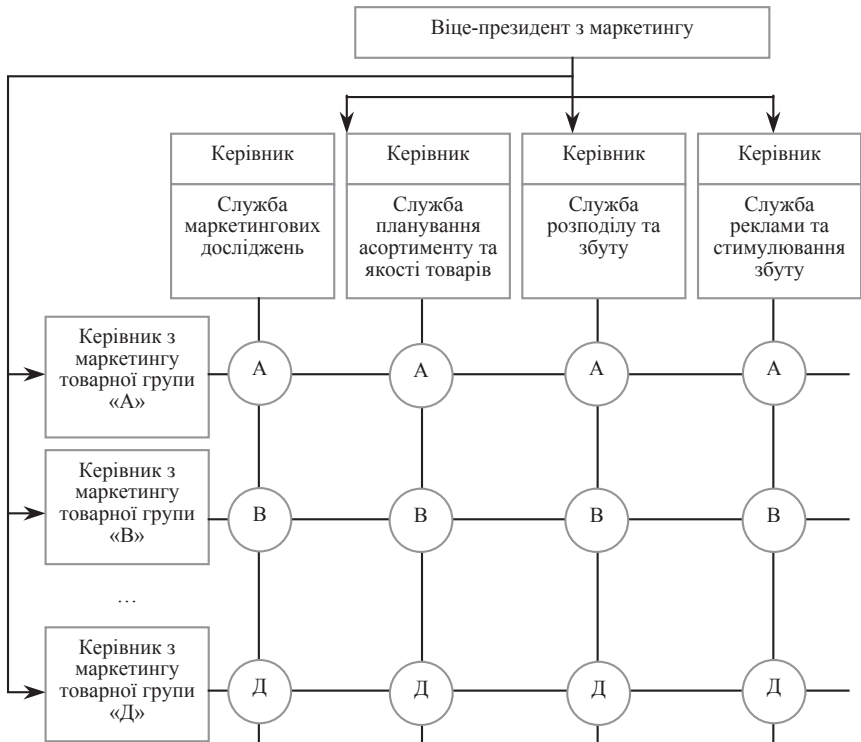 Віце-президент з маркетингу
Керівник
Служба
маркетингових
досліджень
Керівник
Служба
планування
асортименту та
якості товарів
Керівник
Служба
розподілу та
збуту
Керівник
Служба
реклами та
стимулювання
збуту
Керівник з
маркетингу
товарної групи
«А»
А
А
А
А
Керівник з
маркетингу
товарної групи
«В»
В
В
В
В
...
Керівник з
маркетингу
товарної групи
«Д»
Д
Д
Д
Д